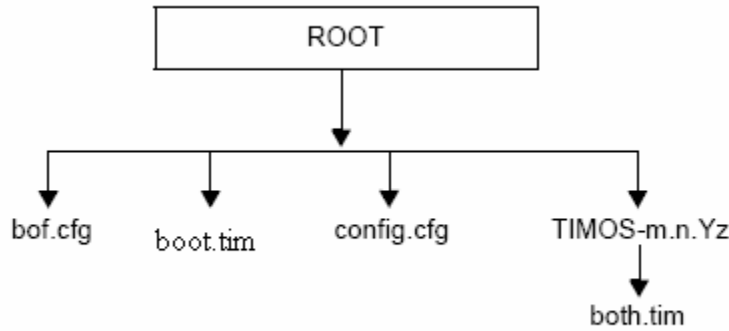 ROOT
bof.cfg
boot.tim
config.cfg
TIMOS-m.n.Yz
both.tim